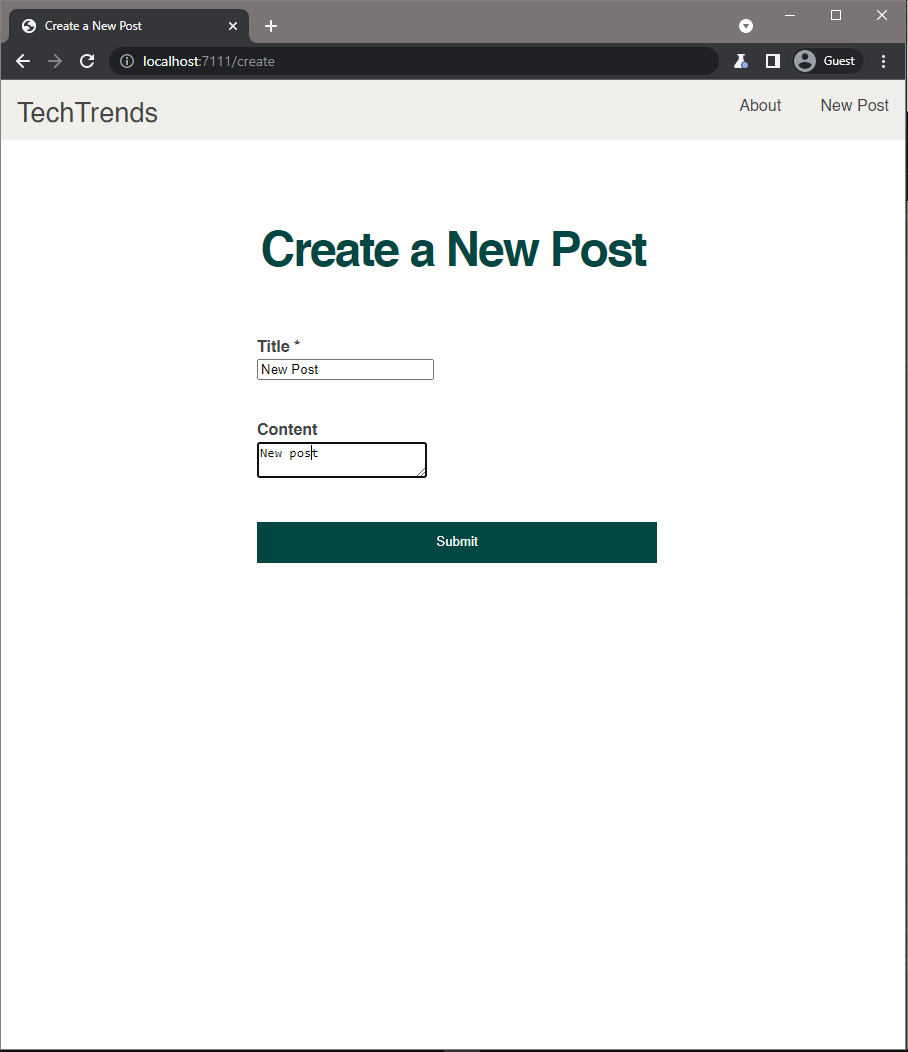 Create a New Post
localhost:7111/create
Guest
TechTrends
About
New Post
Create a New Post
Title *
New Post
Content
New post
Submit